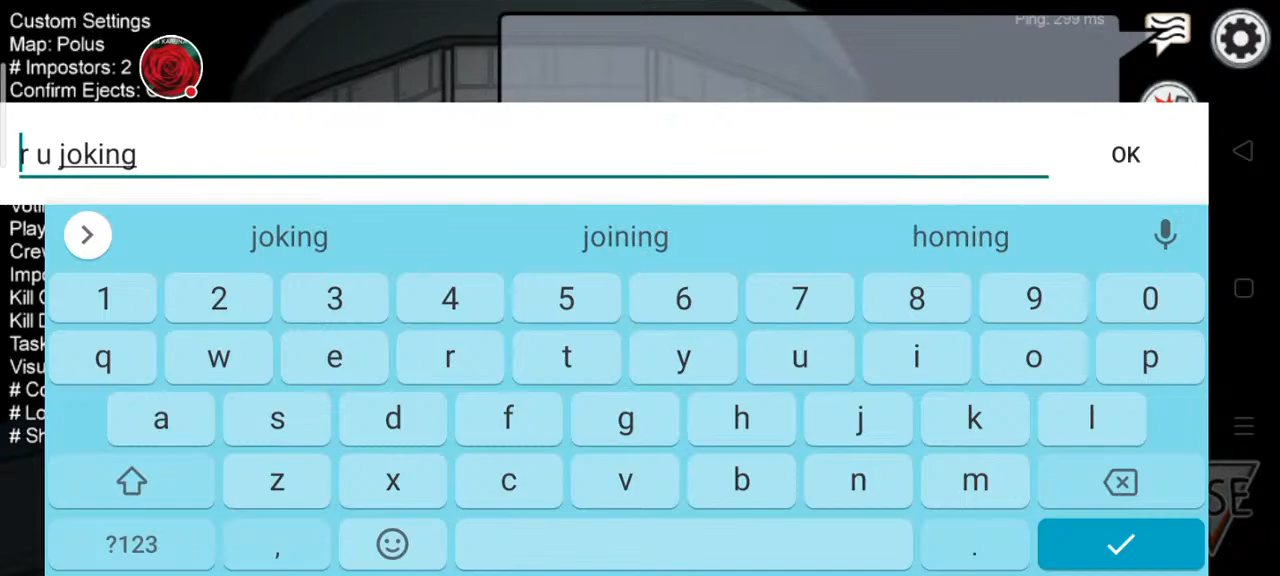 Custom Settings
Map: Polus
# Impostors: 2
Confirm Ejects:
Ping: 299 ms
r u joking
OK
joking joining homing
1 2 3 4 5 6 7 8 9 0
q w e r t y u i o p
a s d f g h j k l
z x c v b n m
?123 , .